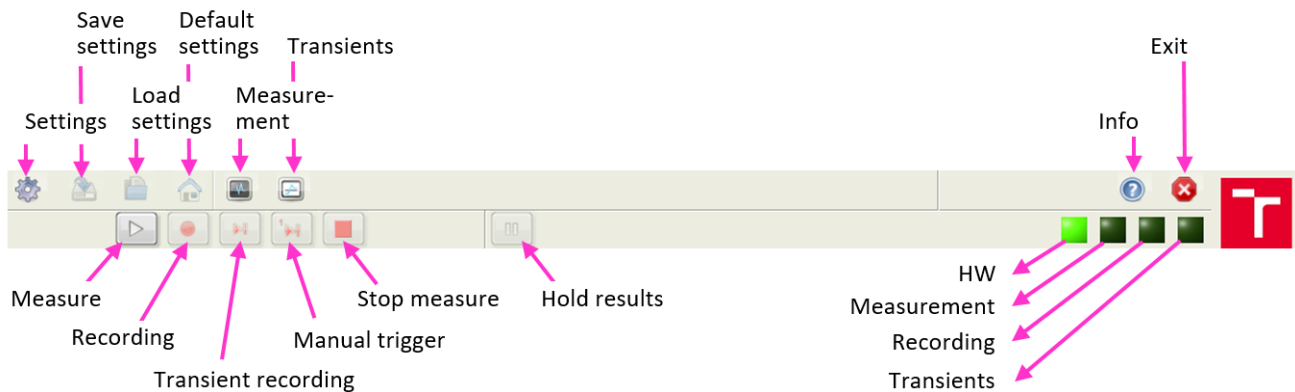 Save
settings
Default
settings
Transients
Exit
Settings
Load
settings
Measure-
ment
Info
Measure
Recording
Transient recording
Manual trigger
Stop measure
Hold results
HW
Measurement
Recording
Transients